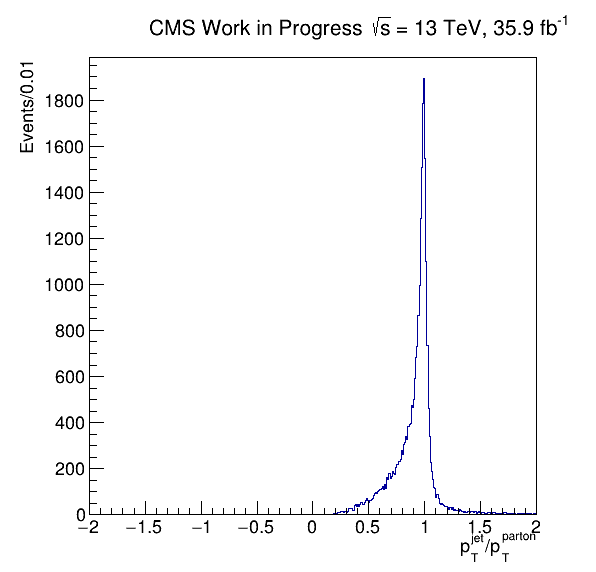 CMS Work in Progress √s = 13 TeV, 35.9 fb⁻¹
Events/0.01
1800
1600
1400
1200
1000
800
600
400
200
0
−2 −1.5 −1 −0.5 0 0.5 1 1.5 2
p_T^jet/p_T^parton